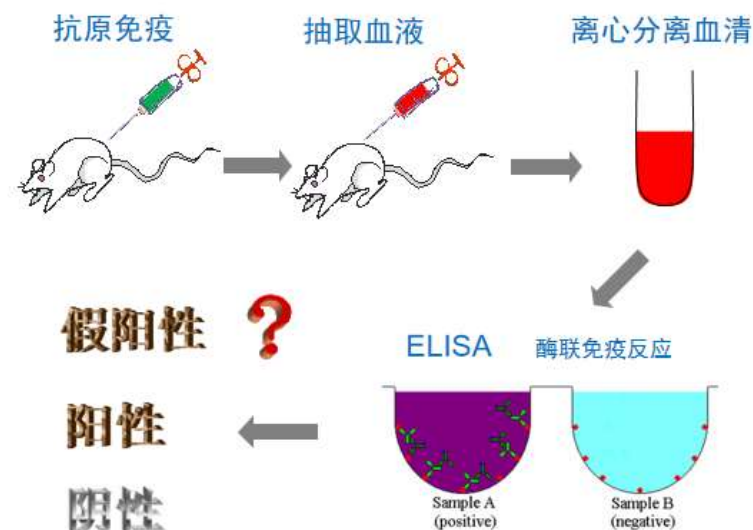 抗原免疫
抽取血液
离心分离血清
假阳性 ?
ELISA 酶联免疫反应
阳性
阴性
Sample A
(positive)
Sample B
(negative)